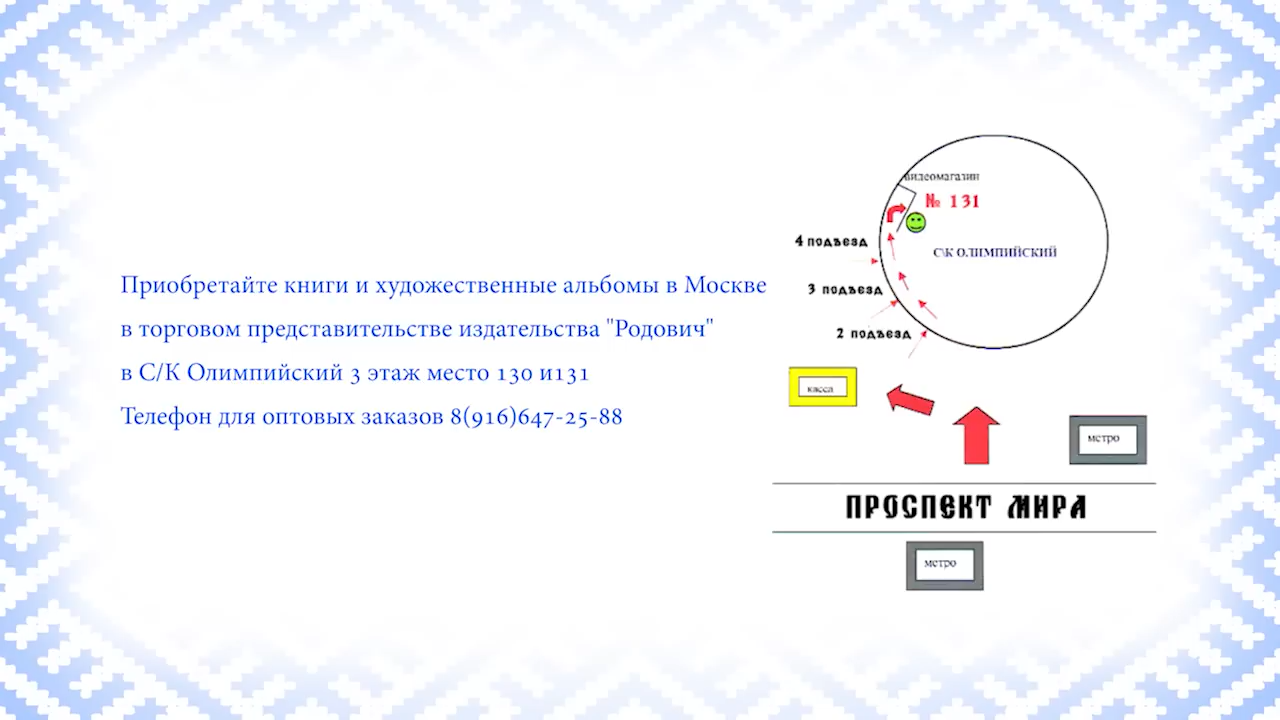 Приобретайте книги и художественные альбомы в Москве
в торговом представительстве издательства "Родович"
в С/К Олимпийский 3 этаж место 130 и131
Телефон для оптовых заказов 8(916)647-25-88
видеомагазин
№ 131
С\К ОЛИМПИЙСКИЙ
4 подъезд
3 подъезд
2 подъезд
касса
метро
ПРОСПЕКТ МИРА
метро